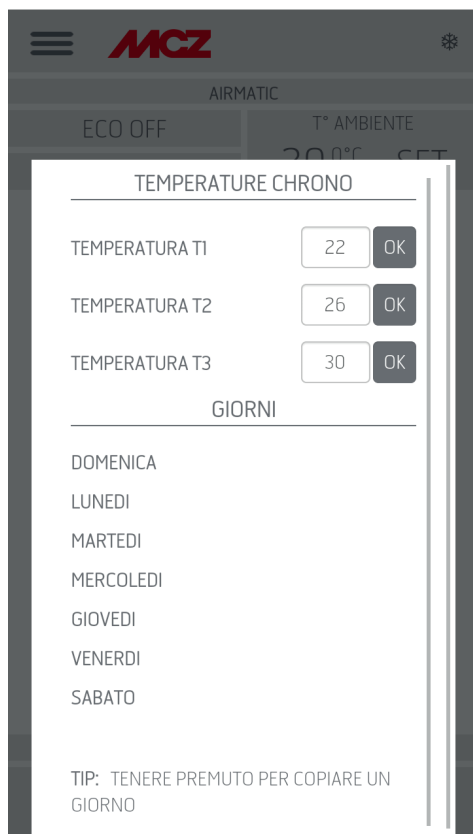 MCZ
AIRMATIC
ECO OFF
T° AMBIENTE
SET
TEMPERATURE CHRONO
TEMPERATURA T1 22 OK
TEMPERATURA T2 26 OK
TEMPERATURA T3 30 OK
GIORNI
DOMENICA
LUNEDI
MARTEDI
MERCOLEDI
GIOVEDI
VENERDI
SABATO
TIP: TENERE PREMUTO PER COPIARE UN
GIORNO